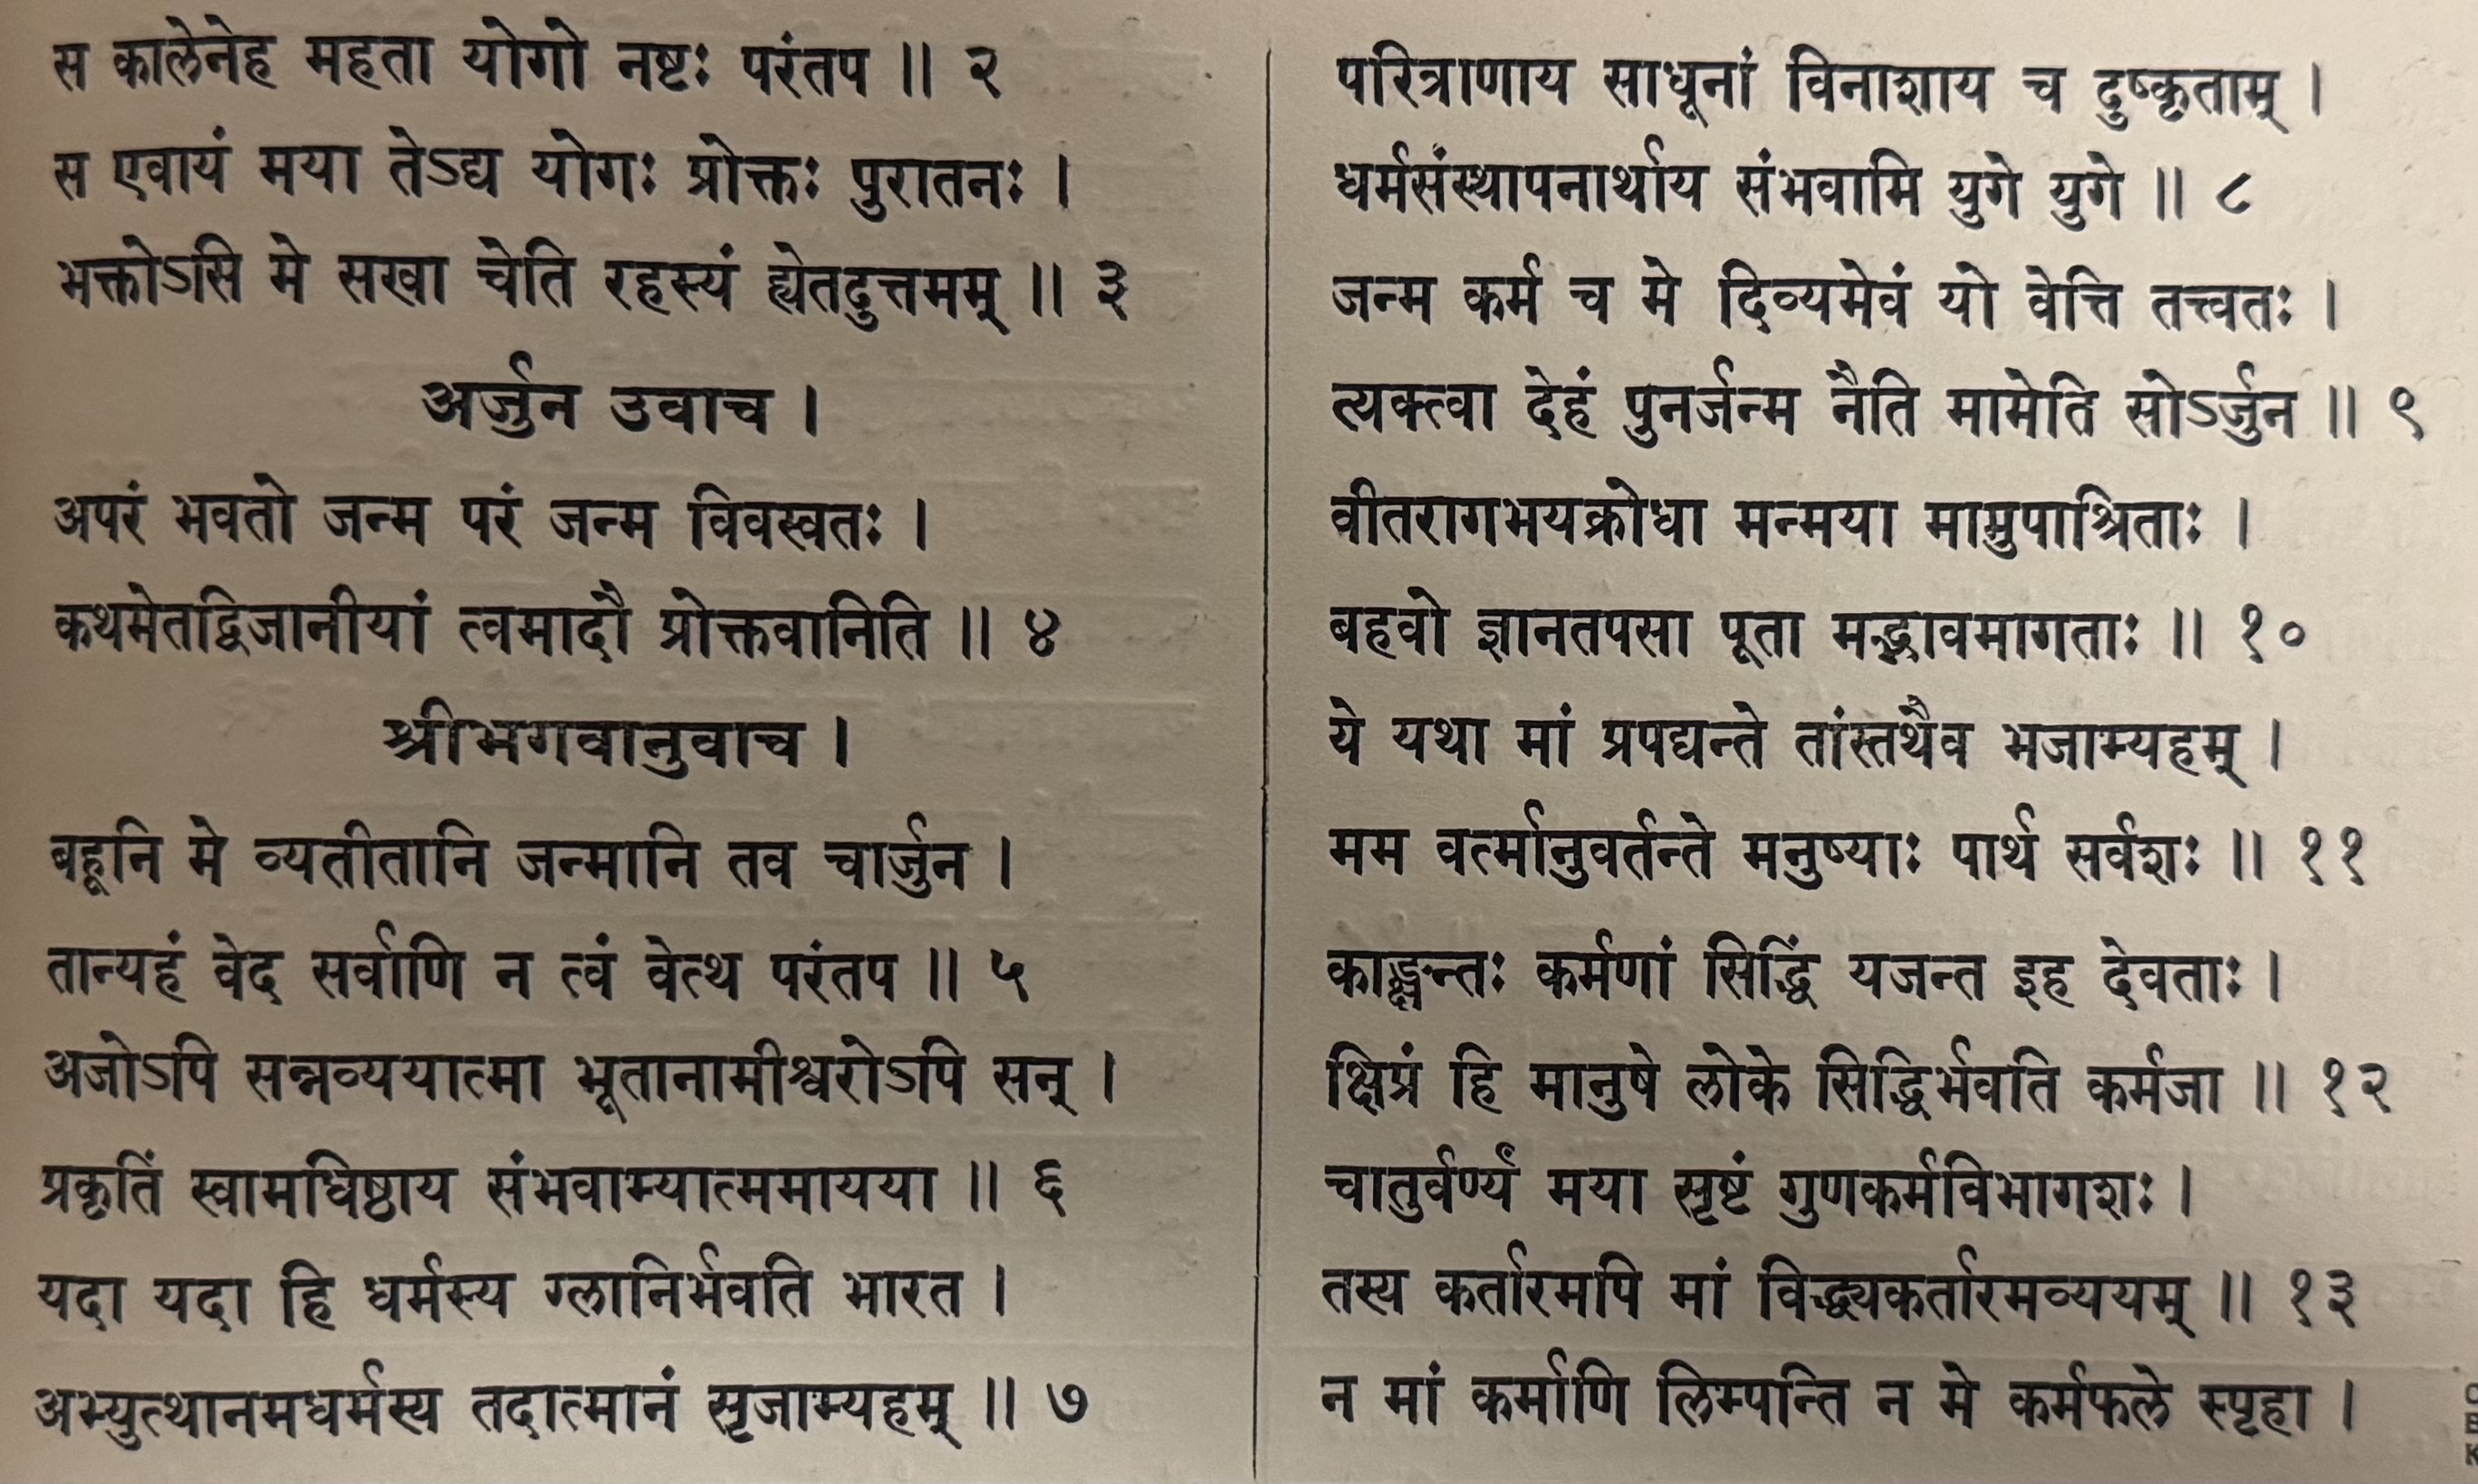 स कालेनेह महता योगो नष्टः परंतप ॥ २
स एवायं मया तेऽद्य योगः प्रोक्तः पुरातनः ।
भक्तोऽसि मे सखा चेति रहस्यं ह्येतदुत्तमम् ॥ ३
अर्जुन उवाच ।
अपरं भवतो जन्म परं जन्म विवस्वतः ।
कथमेतद्विजानीयां त्वमादौ प्रोक्तवानिति ॥ ४
श्रीभगवानुवाच ।
बहूनि मे व्यतीतानि जन्मानि तव चार्जुन ।
तान्यहं वेद सर्वाणि न त्वं वेत्थ परंतप ॥ ५
अजोऽपि सन्नव्ययात्मा भूतानामीश्वरोऽपि सन् ।
प्रकृतिं स्वामधिष्ठाय संभवाम्यात्ममायया ॥ ६
यदा यदा हि धर्मस्य ग्लानिर्भवति भारत ।
अभ्युत्थानमधर्मस्य तदात्मानं सृजाम्यहम् ॥ ७
परित्राणाय साधूनां विनाशाय च दुष्कृताम् ।
धर्मसंस्थापनार्थाय संभवामि युगे युगे ॥ ८
जन्म कर्म च मे दिव्यमेवं यो वेत्ति तत्त्वतः ।
त्यक्त्वा देहं पुनर्जन्म नैति मामेति सोऽर्जुन ॥ ९
वीतरागभयक्रोधा मन्मया मामुपाश्रिताः ।
बहवो ज्ञानतपसा पूता मद्भावमागताः ॥ १०
ये यथा मां प्रपद्यन्ते तांस्तथैव भजाम्यहम् ।
मम वर्त्मानुवर्तन्ते मनुष्याः पार्थ सर्वशः ॥ ११
काङ्क्षन्तः कर्मणां सिद्धिं यजन्त इह देवताः ।
क्षिप्रं हि मानुषे लोके सिद्धिर्भवति कर्मजा ॥ १२
चातुर्वर्ण्यं मया सृष्टं गुणकर्मविभागशः ।
तस्य कर्तारमपि मां विद्ध्यकर्तारमव्ययम् ॥ १३
न मां कर्माणि लिम्पन्ति न मे कर्मफले स्पृहा ।